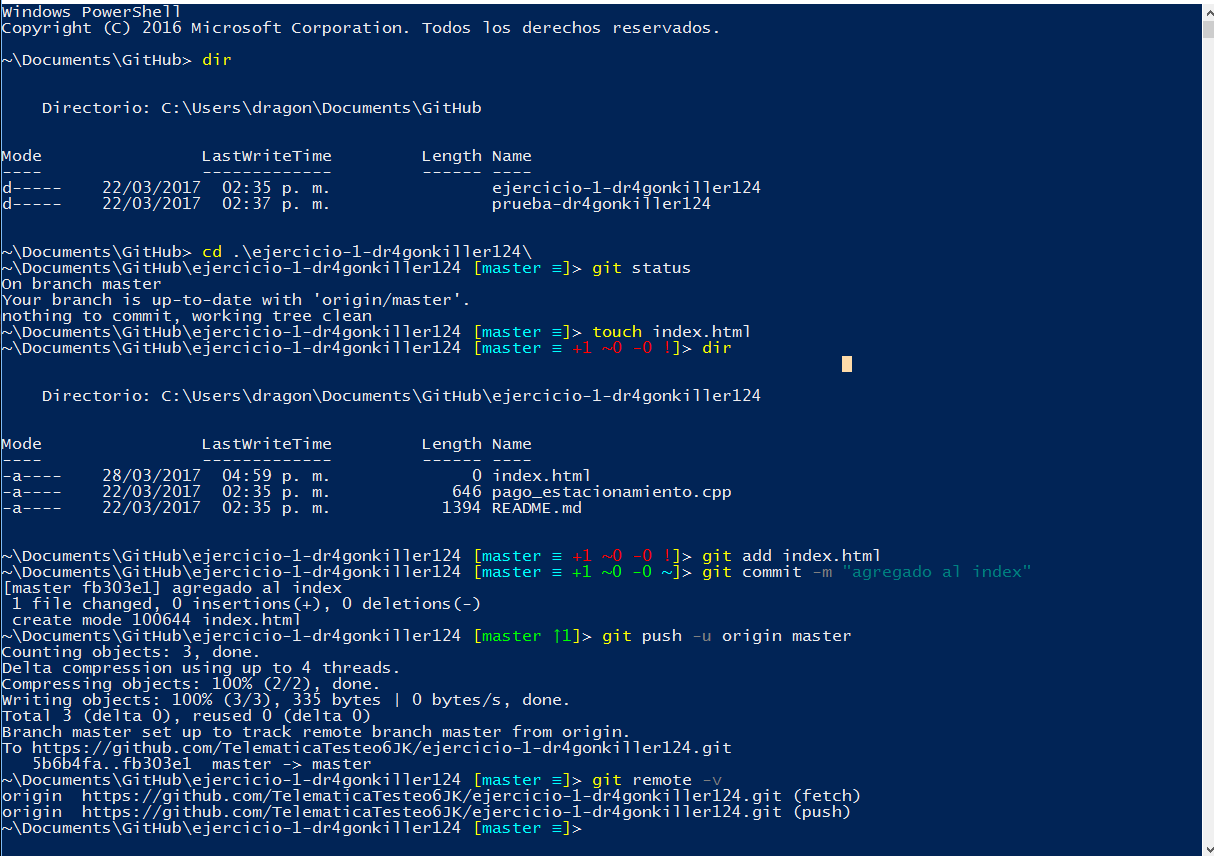 Windows PowerShell
Copyright (C) 2016 Microsoft Corporation. Todos los derechos reservados.
~\Documents\GitHub> dir
Directorio: C:\Users\dragon\Documents\GitHub
Mode LastWriteTime Length Name
---- ------------- ------ ----
d----- 22/03/2017 02:35 p. m. ejercicio-1-dr4gonkiller124
d----- 22/03/2017 02:37 p. m. prueba-dr4gonkiller124
~\Documents\GitHub> cd .\ejercicio-1-dr4gonkiller124\
~\Documents\GitHub\ejercicio-1-dr4gonkiller124 [master ≡]> git status
On branch master
Your branch is up-to-date with 'origin/master'.
nothing to commit, working tree clean
~\Documents\GitHub\ejercicio-1-dr4gonkiller124 [master ≡]> touch index.html
~\Documents\GitHub\ejercicio-1-dr4gonkiller124 [master ≡ +1 ~0 -0 !]> dir
Directorio: C:\Users\dragon\Documents\GitHub\ejercicio-1-dr4gonkiller124
Mode LastWriteTime Length Name
---- ------------- ------ ----
-a---- 28/03/2017 04:59 p. m. 0 index.html
-a---- 22/03/2017 02:35 p. m. 646 pago_estacionamiento.cpp
-a---- 22/03/2017 02:35 p. m. 1394 README.md
~\Documents\GitHub\ejercicio-1-dr4gonkiller124 [master ≡ +1 ~0 -0 !]> git add index.html
~\Documents\GitHub\ejercicio-1-dr4gonkiller124 [master ≡ +1 ~0 -0 ~]> git commit -m "agregado al index"
[master fb303e1] agregado al index
1 file changed, 0 insertions(+), 0 deletions(-)
create mode 100644 index.html
~\Documents\GitHub\ejercicio-1-dr4gonkiller124 [master ↑1]> git push -u origin master
Counting objects: 3, done.
Delta compression using up to 4 threads.
Compressing objects: 100% (2/2), done.
Writing objects: 100% (3/3), 335 bytes | 0 bytes/s, done.
Total 3 (delta 0), reused 0 (delta 0)
Branch master set up to track remote branch master from origin.
To https://github.com/TelematicaTesteo6JK/ejercicio-1-dr4gonkiller124.git
5b6b4fa..fb303e1 master -> master
~\Documents\GitHub\ejercicio-1-dr4gonkiller124 [master ≡]> git remote -v
origin https://github.com/TelematicaTesteo6JK/ejercicio-1-dr4gonkiller124.git (fetch)
origin https://github.com/TelematicaTesteo6JK/ejercicio-1-dr4gonkiller124.git (push)
~\Documents\GitHub\ejercicio-1-dr4gonkiller124 [master ≡]>